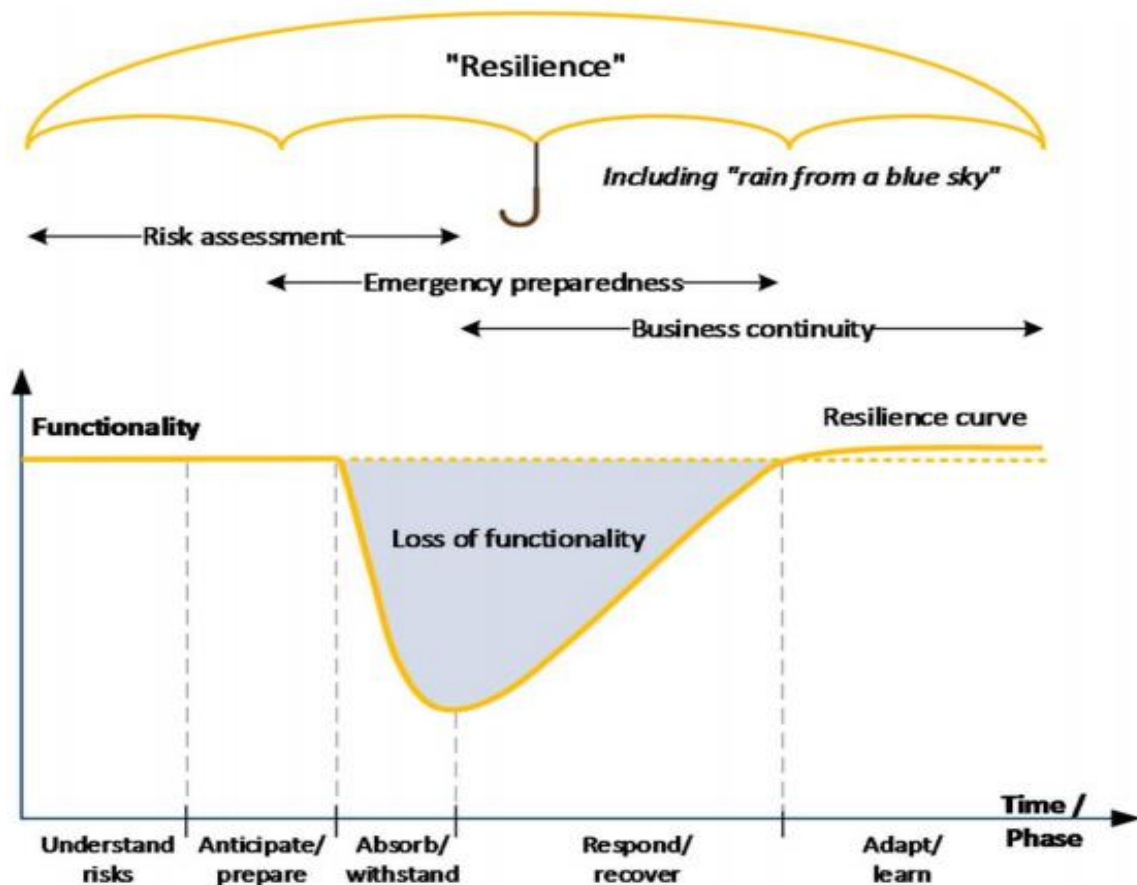 "Resilience"
Including "rain from a blue sky"
Risk assessment
Emergency preparedness
Business continuity
Functionality
Resilience curve
Loss of functionality
Time /
Phase
Understand
risks
Anticipate/
prepare
Absorb/
withstand
Respond/
recover
Adapt/
learn